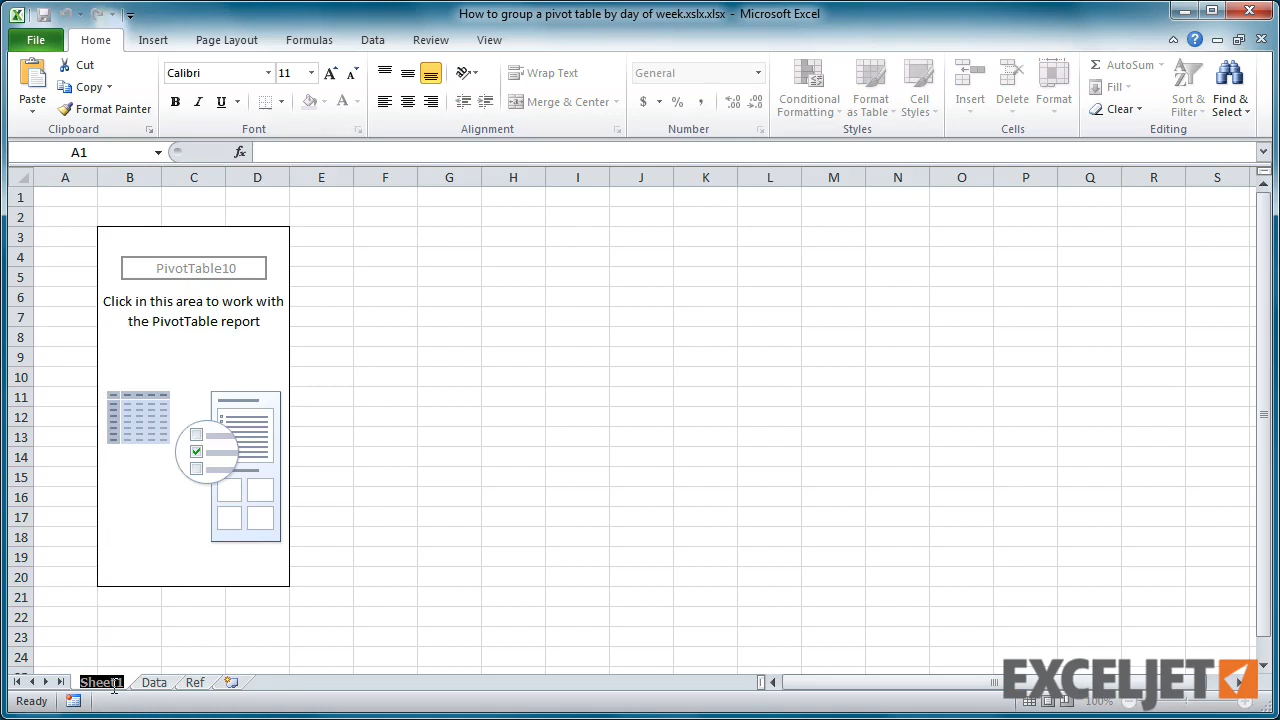 How to group a pivot table by day of week.xslx.xlsx - Microsoft Excel
File Home Insert Page Layout Formulas Data Review View
Paste Cut Calibri 11 Wrap Text General Conditional Formatting Format as Table Cell Styles Insert Delete Format AutoSum Sort & Filter Find & Select
Copy B I U Merge & Center $ % , Fill
Format Painter Clear
Clipboard Font Alignment Number Styles Cells Editing
A1 fx
A B C D E F G H I J K L M N O P Q R S
1
2
3
4 PivotTable10
5
6 Click in this area to work with
7 the PivotTable report
8
9
10
11
12
13
14
15
16
17
18
19
20
21
22
23
24
Sheet1 Data Ref
EXCELJET
Ready 100%